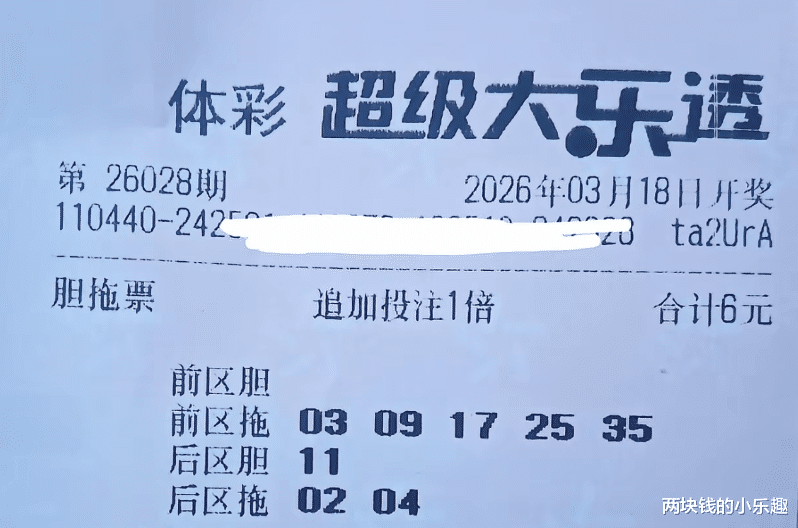 体彩 超级大乐透
第 26028期 2026年03月18日开奖
110440-242 ta2UrA
胆拖票 追加投注1倍 合计6元
前区胆
前区拖 03 09 17 25 35
后区胆 11
后区拖 02 04
两块钱的小乐趣